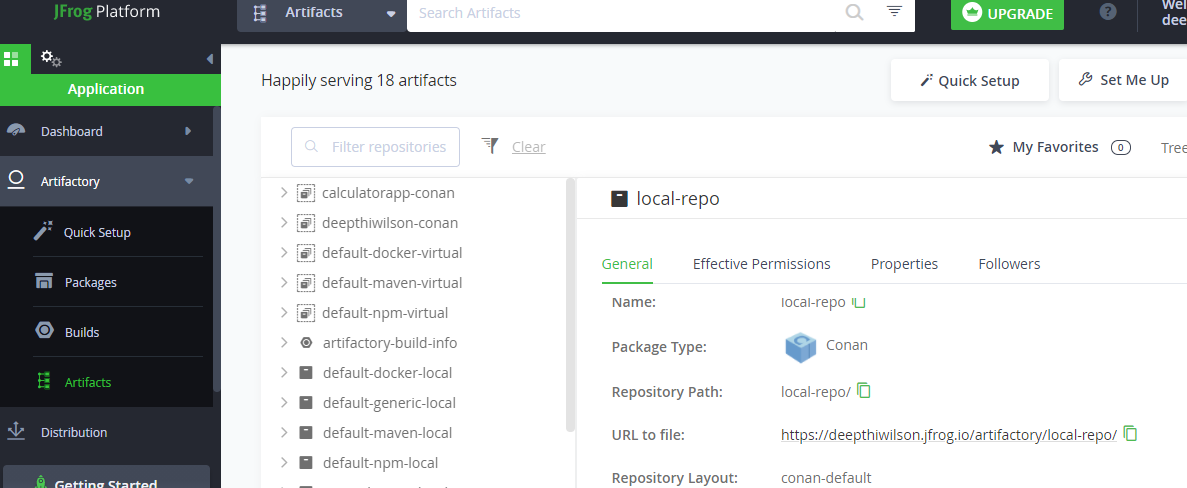 JFrog Platform
Artifacts
Search Artifacts
UPGRADE
?
Wel
dee
Application
Happily serving 18 artifacts
Quick Setup
Set Me Up
Dashboard
Filter repositories
Clear
My Favorites 0
Tree
Artifactory
Quick Setup
Packages
Builds
Artifacts
Distribution
Getting Started
calculatorapp-conan
deepthiwilson-conan
default-docker-virtual
default-maven-virtual
default-npm-virtual
artifactory-build-info
default-docker-local
default-generic-local
default-maven-local
default-npm-local
local-repo
General
Effective Permissions
Properties
Followers
Name: local-repo
Package Type: Conan
Repository Path: local-repo/
URL to file: https://deepthiwilson.jfrog.io/artifactory/local-repo/
Repository Layout: conan-default